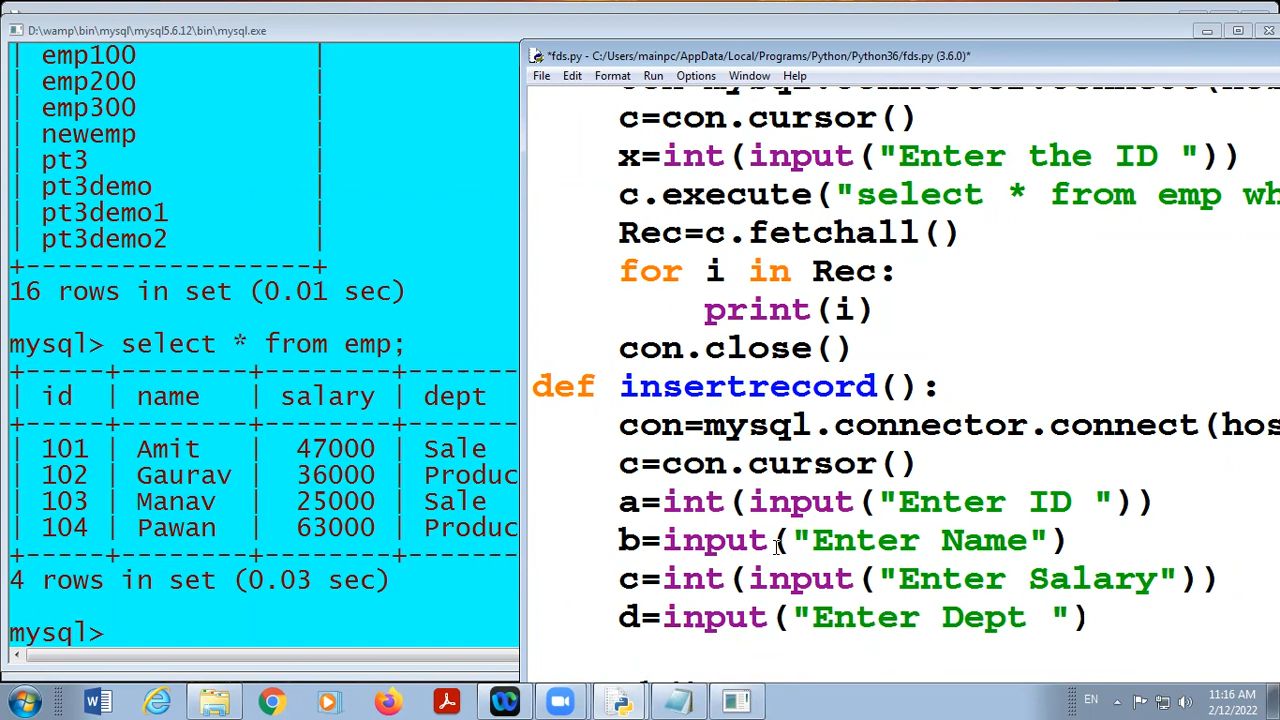 D:\wamp\bin\mysql\mysql5.6.12\bin\mysql.exe
| emp100 |
| emp200 |
| emp300 |
| newemp |
| pt3 |
| pt3demo |
| pt3demo1 |
| pt3demo2 |
+------------------+
16 rows in set (0.01 sec)
mysql> select * from emp;
+-----+--------+--------+-------
| id | name | salary | dept
+-----+--------+--------+-------
| 101 | Amit | 47000 | Sale
| 102 | Gaurav | 36000 | Produc
| 103 | Manav | 25000 | Sale
| 104 | Pawan | 63000 | Produc
+-----+--------+--------+-------
4 rows in set (0.03 sec)
mysql>
*fds.py - C:/Users/mainpc/AppData/Local/Programs/Python/Python36/fds.py (3.6.0)*
File Edit Format Run Options Window Help
c=con.cursor()
x=int(input("Enter the ID "))
c.execute("select * from emp wh
Rec=c.fetchall()
for i in Rec:
print(i)
con.close()
def insertrecord():
con=mysql.connector.connect(hos
c=con.cursor()
a=int(input("Enter ID "))
b=input("Enter Name")
c=int(input("Enter Salary"))
d=input("Enter Dept ")
EN
11:16 AM
2/12/2022